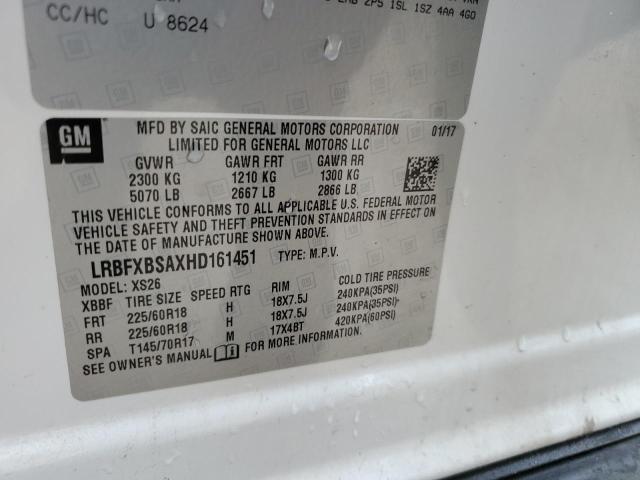 CC/HC U 8624
2P5 1SL 1SZ 4AA 4G0
GM
MFD BY SAIC GENERAL MOTORS CORPORATION 01/17
LIMITED FOR GENERAL MOTORS LLC
GVWR GAWR FRT GAWR RR
2300 KG 1210 KG 1300 KG
5070 LB 2667 LB 2866 LB
THIS VEHICLE CONFORMS TO ALL APPLICABLE U.S. FEDERAL MOTOR
VEHICLE SAFETY AND THEFT PREVENTION STANDARDS IN EFFECT ON
THE DATE OF MANUFACTURE SHOWN ABOVE.
LRBFXBSAXHD161451 TYPE: M.P.V.
MODEL: XS26
XBBF TIRE SIZE SPEED RTG RIM COLD TIRE PRESSURE
FRT 225/60R18 H 18X7.5J 240KPA(35PSI)
RR 225/60R18 H 18X7.5J 240KPA(35PSI)
SPA T145/70R17 M 17X4BT 420KPA(60PSI)
SEE OWNER'S MANUAL FOR MORE INFORMATION.